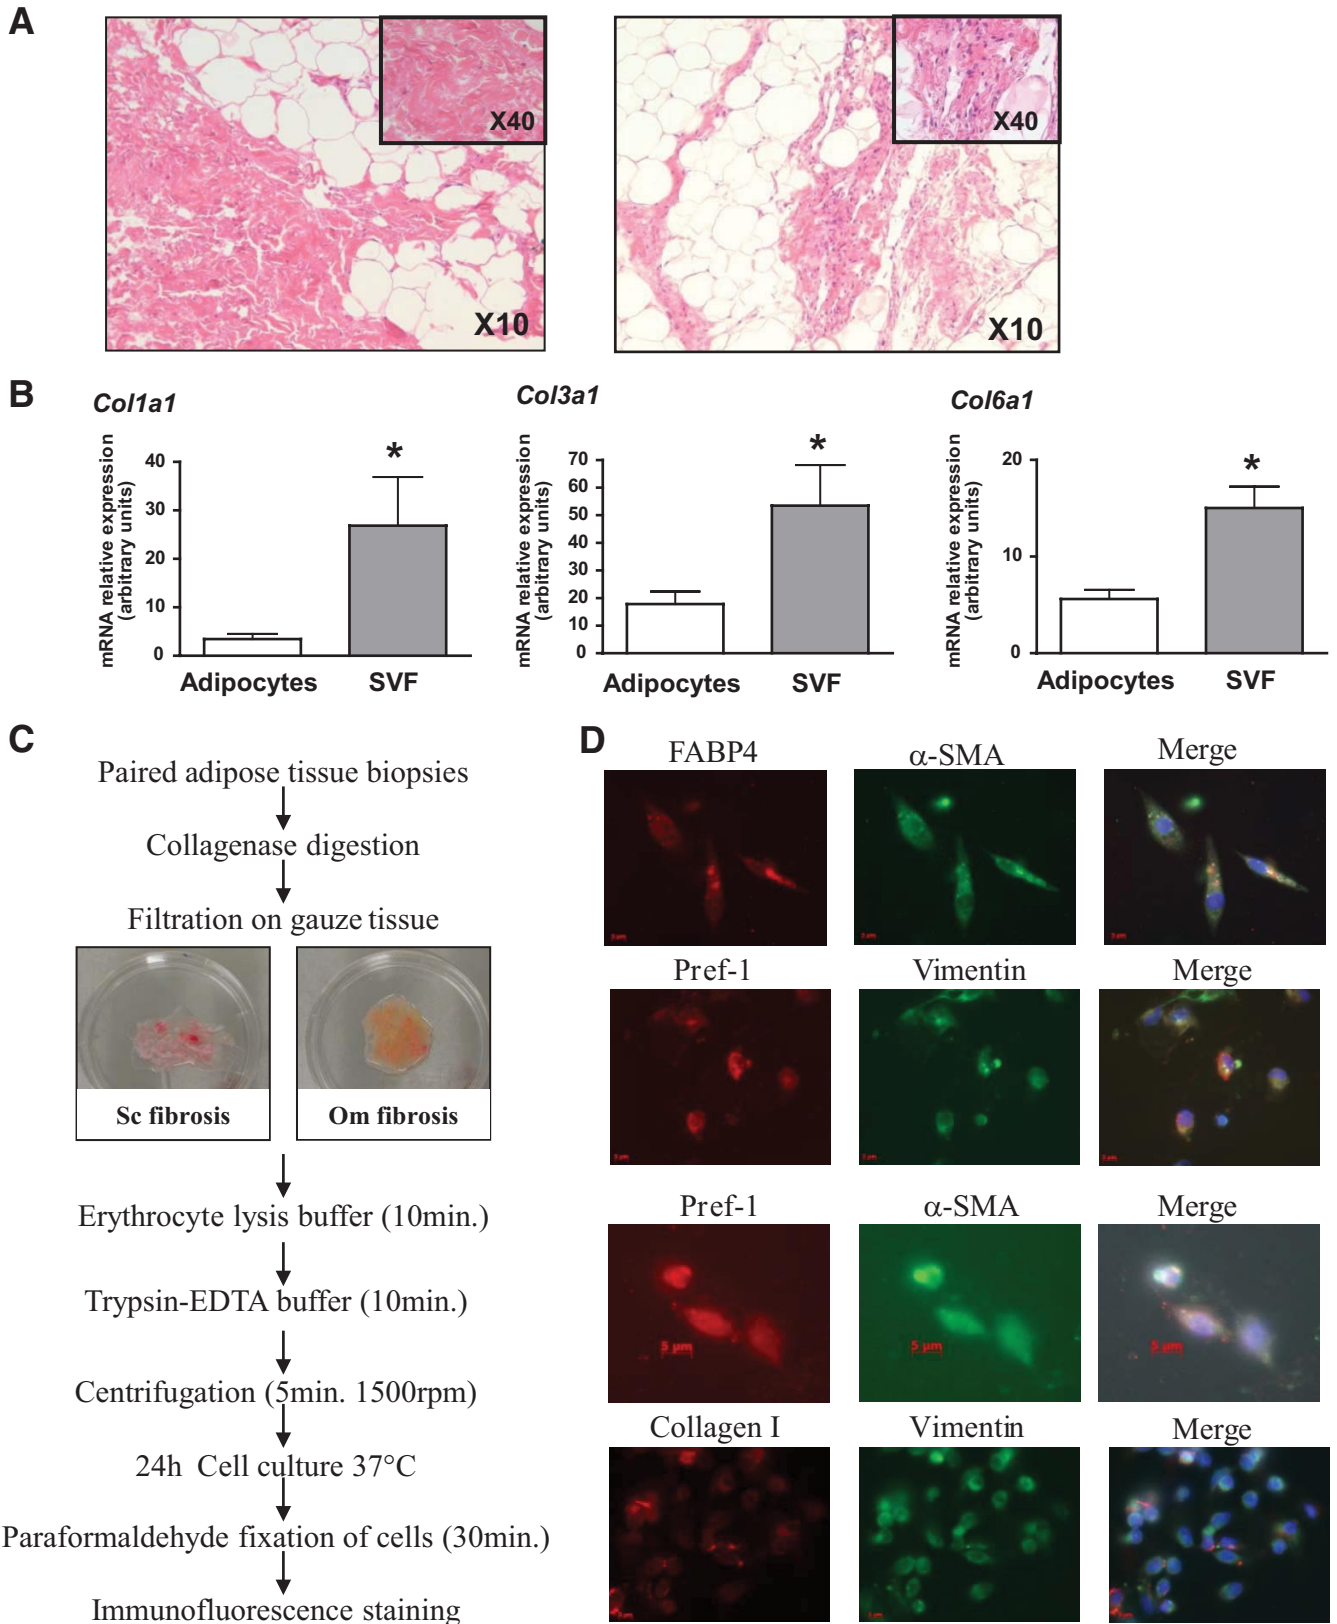 A
X40
X10
X40
X10
B
Col1a1
mRNA relative expression
(arbitrary units)
40
30
20
10
0
*
Adipocytes
SVF
Col3a1
mRNA relative expression
(arbitrary units)
70
60
50
40
30
20
10
0
*
Adipocytes
SVF
Col6a1
mRNA relative expression
(arbitrary units)
20
10
0
*
Adipocytes
SVF
C
Paired adipose tissue biopsies
Collagenase digestion
Filtration on gauze tissue
Sc fibrosis
Om fibrosis
Erythrocyte lysis buffer (10min.)
Trypsin-EDTA buffer (10min.)
Centrifugation (5min. 1500rpm)
24h Cell culture 37°C
Paraformaldehyde fixation of cells (30min.)
Immunofluorescence staining
D
FABP4
α-SMA
Merge
Pref-1
Vimentin
Merge
Pref-1
α-SMA
Merge
5 µm
5 µm
5 µm
Collagen I
Vimentin
Merge